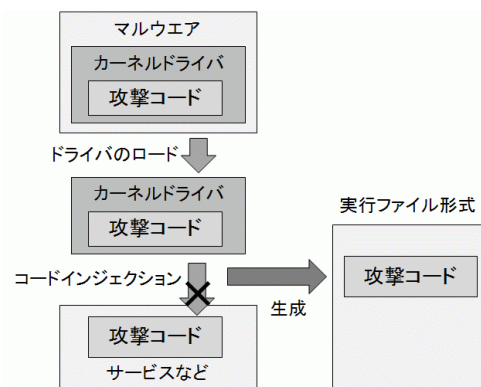 マルウエア
カーネルドライバ
攻撃コード
ドライバのロード
カーネルドライバ
攻撃コード
実行ファイル形式
コードインジェクション
攻撃コード
生成
攻撃コード
サービスなど